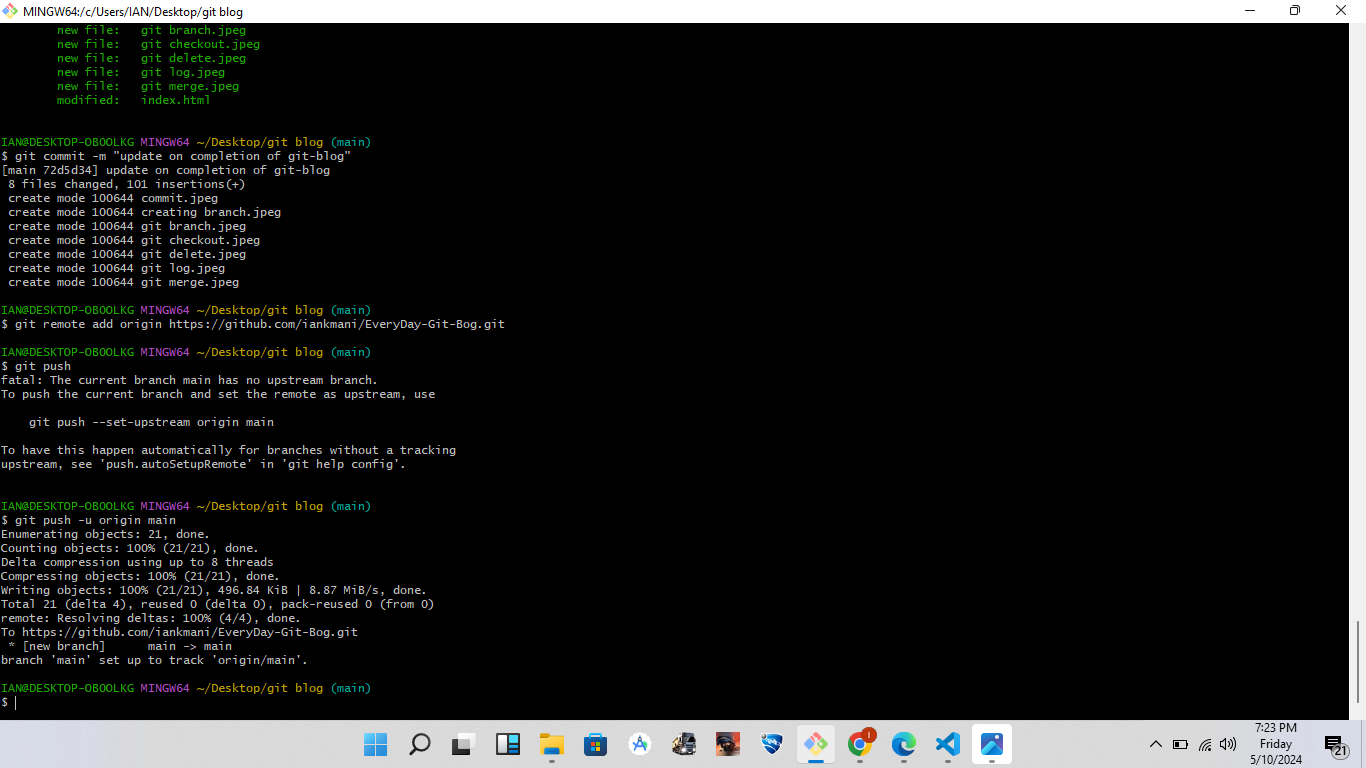 MINGW64:/c/Users/IAN/Desktop/git blog
new file:   git branch.jpeg
new file:   git checkout.jpeg
new file:   git delete.jpeg
new file:   git log.jpeg
new file:   git merge.jpeg
modified:   index.html
IAN@DESKTOP-OBOOLKG MINGW64 ~/Desktop/git blog (main)
$ git commit -m "update on completion of git-blog"
[main 72d5d34] update on completion of git-blog
8 files changed, 101 insertions(+)
create mode 100644 commit.jpeg
create mode 100644 creating branch.jpeg
create mode 100644 git branch.jpeg
create mode 100644 git checkout.jpeg
create mode 100644 git delete.jpeg
create mode 100644 git log.jpeg
create mode 100644 git merge.jpeg
IAN@DESKTOP-OBOOLKG MINGW64 ~/Desktop/git blog (main)
$ git remote add origin https://github.com/iankmani/EveryDay-Git-Bog.git
IAN@DESKTOP-OBOOLKG MINGW64 ~/Desktop/git blog (main)
$ git push
fatal: The current branch main has no upstream branch.
To push the current branch and set the remote as upstream, use
git push --set-upstream origin main
To have this happen automatically for branches without a tracking
upstream, see 'push.autoSetupRemote' in 'git help config'.
IAN@DESKTOP-OBOOLKG MINGW64 ~/Desktop/git blog (main)
$ git push -u origin main
Enumerating objects: 21, done.
Counting objects: 100% (21/21), done.
Delta compression using up to 8 threads
Compressing objects: 100% (21/21), done.
Writing objects: 100% (21/21), 496.84 KiB | 8.87 MiB/s, done.
Total 21 (delta 4), reused 0 (delta 0), pack-reused 0 (from 0)
remote: Resolving deltas: 100% (4/4), done.
To https://github.com/iankmani/EveryDay-Git-Bog.git
* [new branch]      main -> main
branch 'main' set up to track 'origin/main'.
IAN@DESKTOP-OBOOLKG MINGW64 ~/Desktop/git blog (main)
$
7:23 PM
Friday
5/10/2024
21